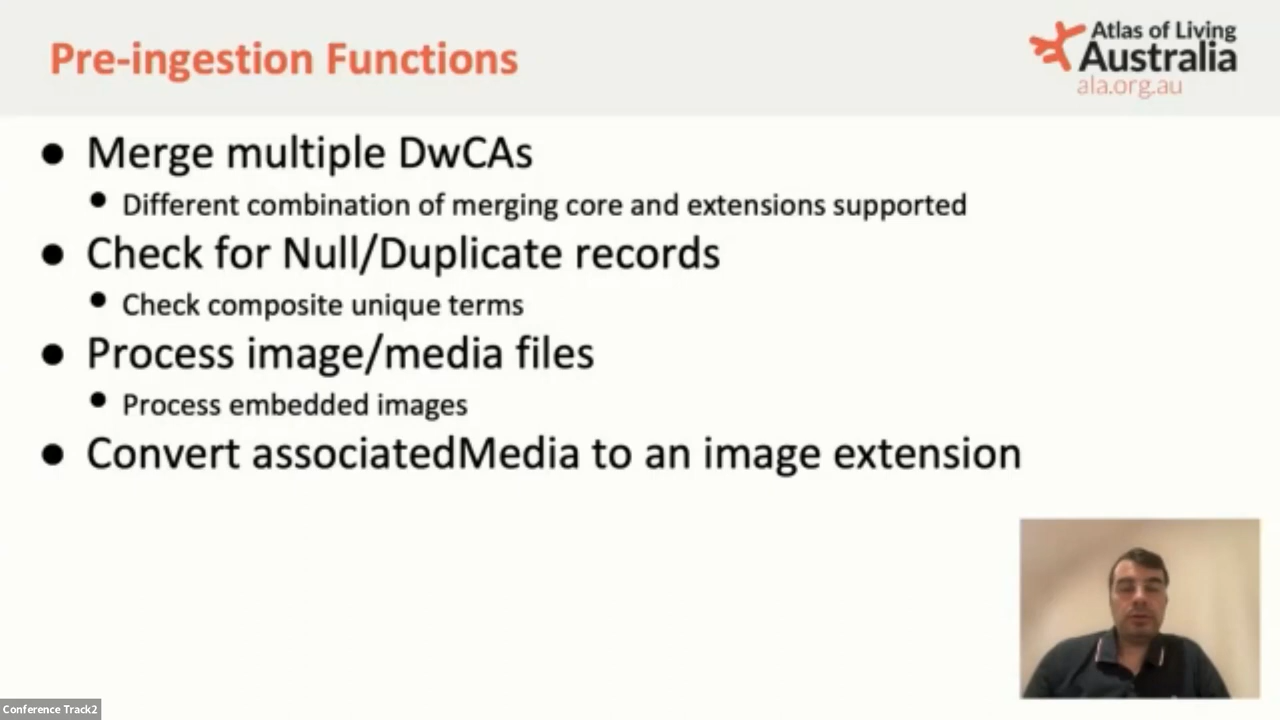 Pre-ingestion Functions
Atlas of Living
Australia
ala.org.au
● Merge multiple DwCAs
● Different combination of merging core and extensions supported
● Check for Null/Duplicate records
● Check composite unique terms
● Process image/media files
● Process embedded images
● Convert associatedMedia to an image extension
Conference Track2